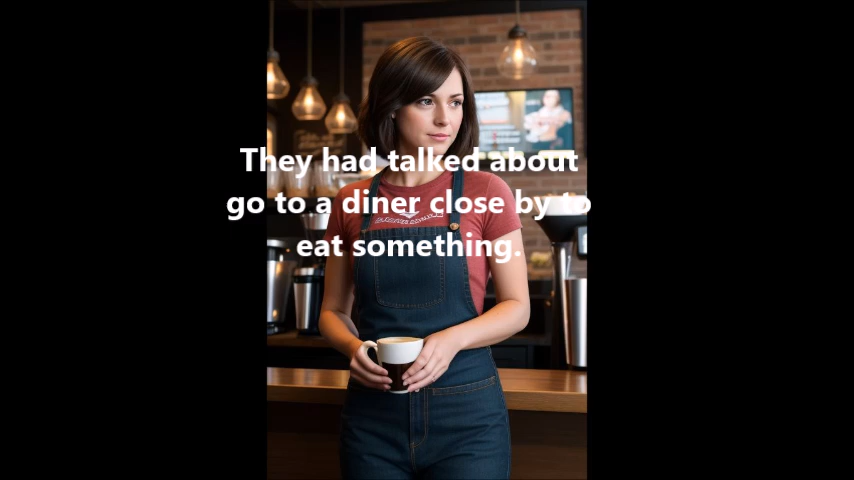 They had talked about
go to a diner close by to
eat something.